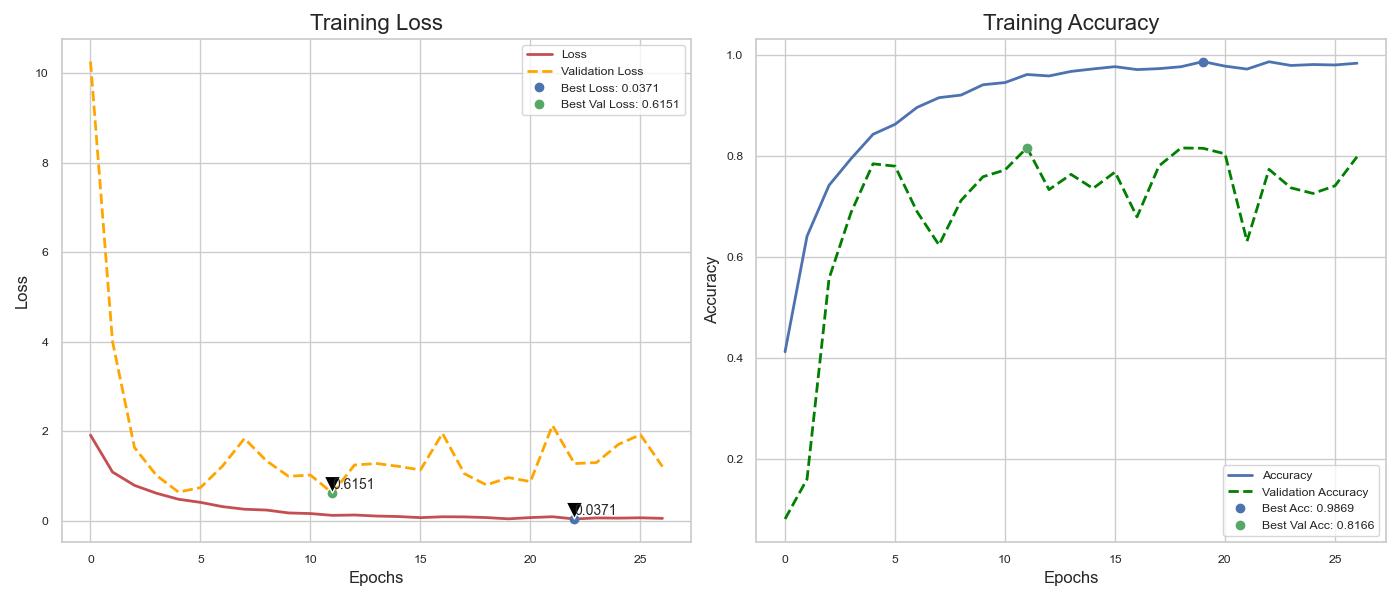 Training Loss
Loss
Validation Loss
Best Loss: 0.0371
Best Val Loss: 0.6151
10
8
6
4
2
0
Loss
0.6151
0.0371
0 5 10 15 20 25
Epochs
Training Accuracy
1.0
0.8
0.6
0.4
0.2
Accuracy
Accuracy
Validation Accuracy
Best Acc: 0.9869
Best Val Acc: 0.8166
0 5 10 15 20 25
Epochs